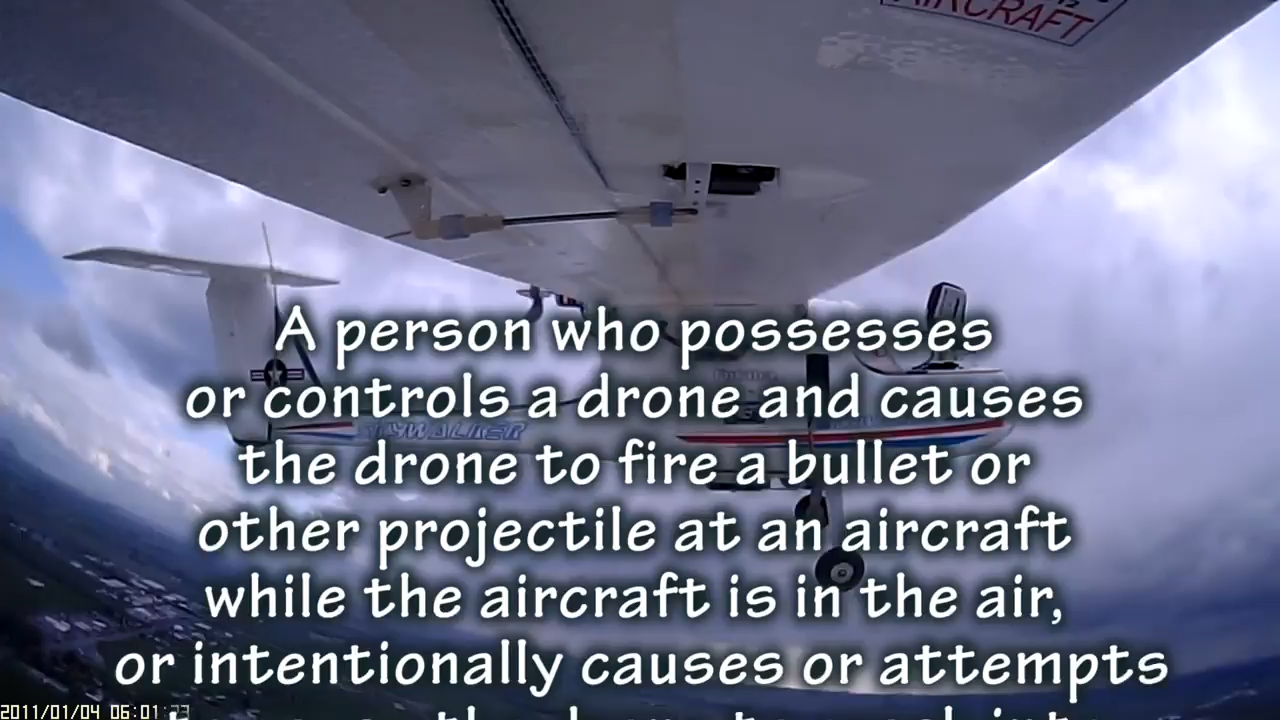 AIRCRAFT
A person who possesses
or controls a drone and causes
the drone to fire a bullet or
other projectile at an aircraft
while the aircraft is in the air,
or intentionally causes or attempts
SKYWALKER
2011/01/04 06:01